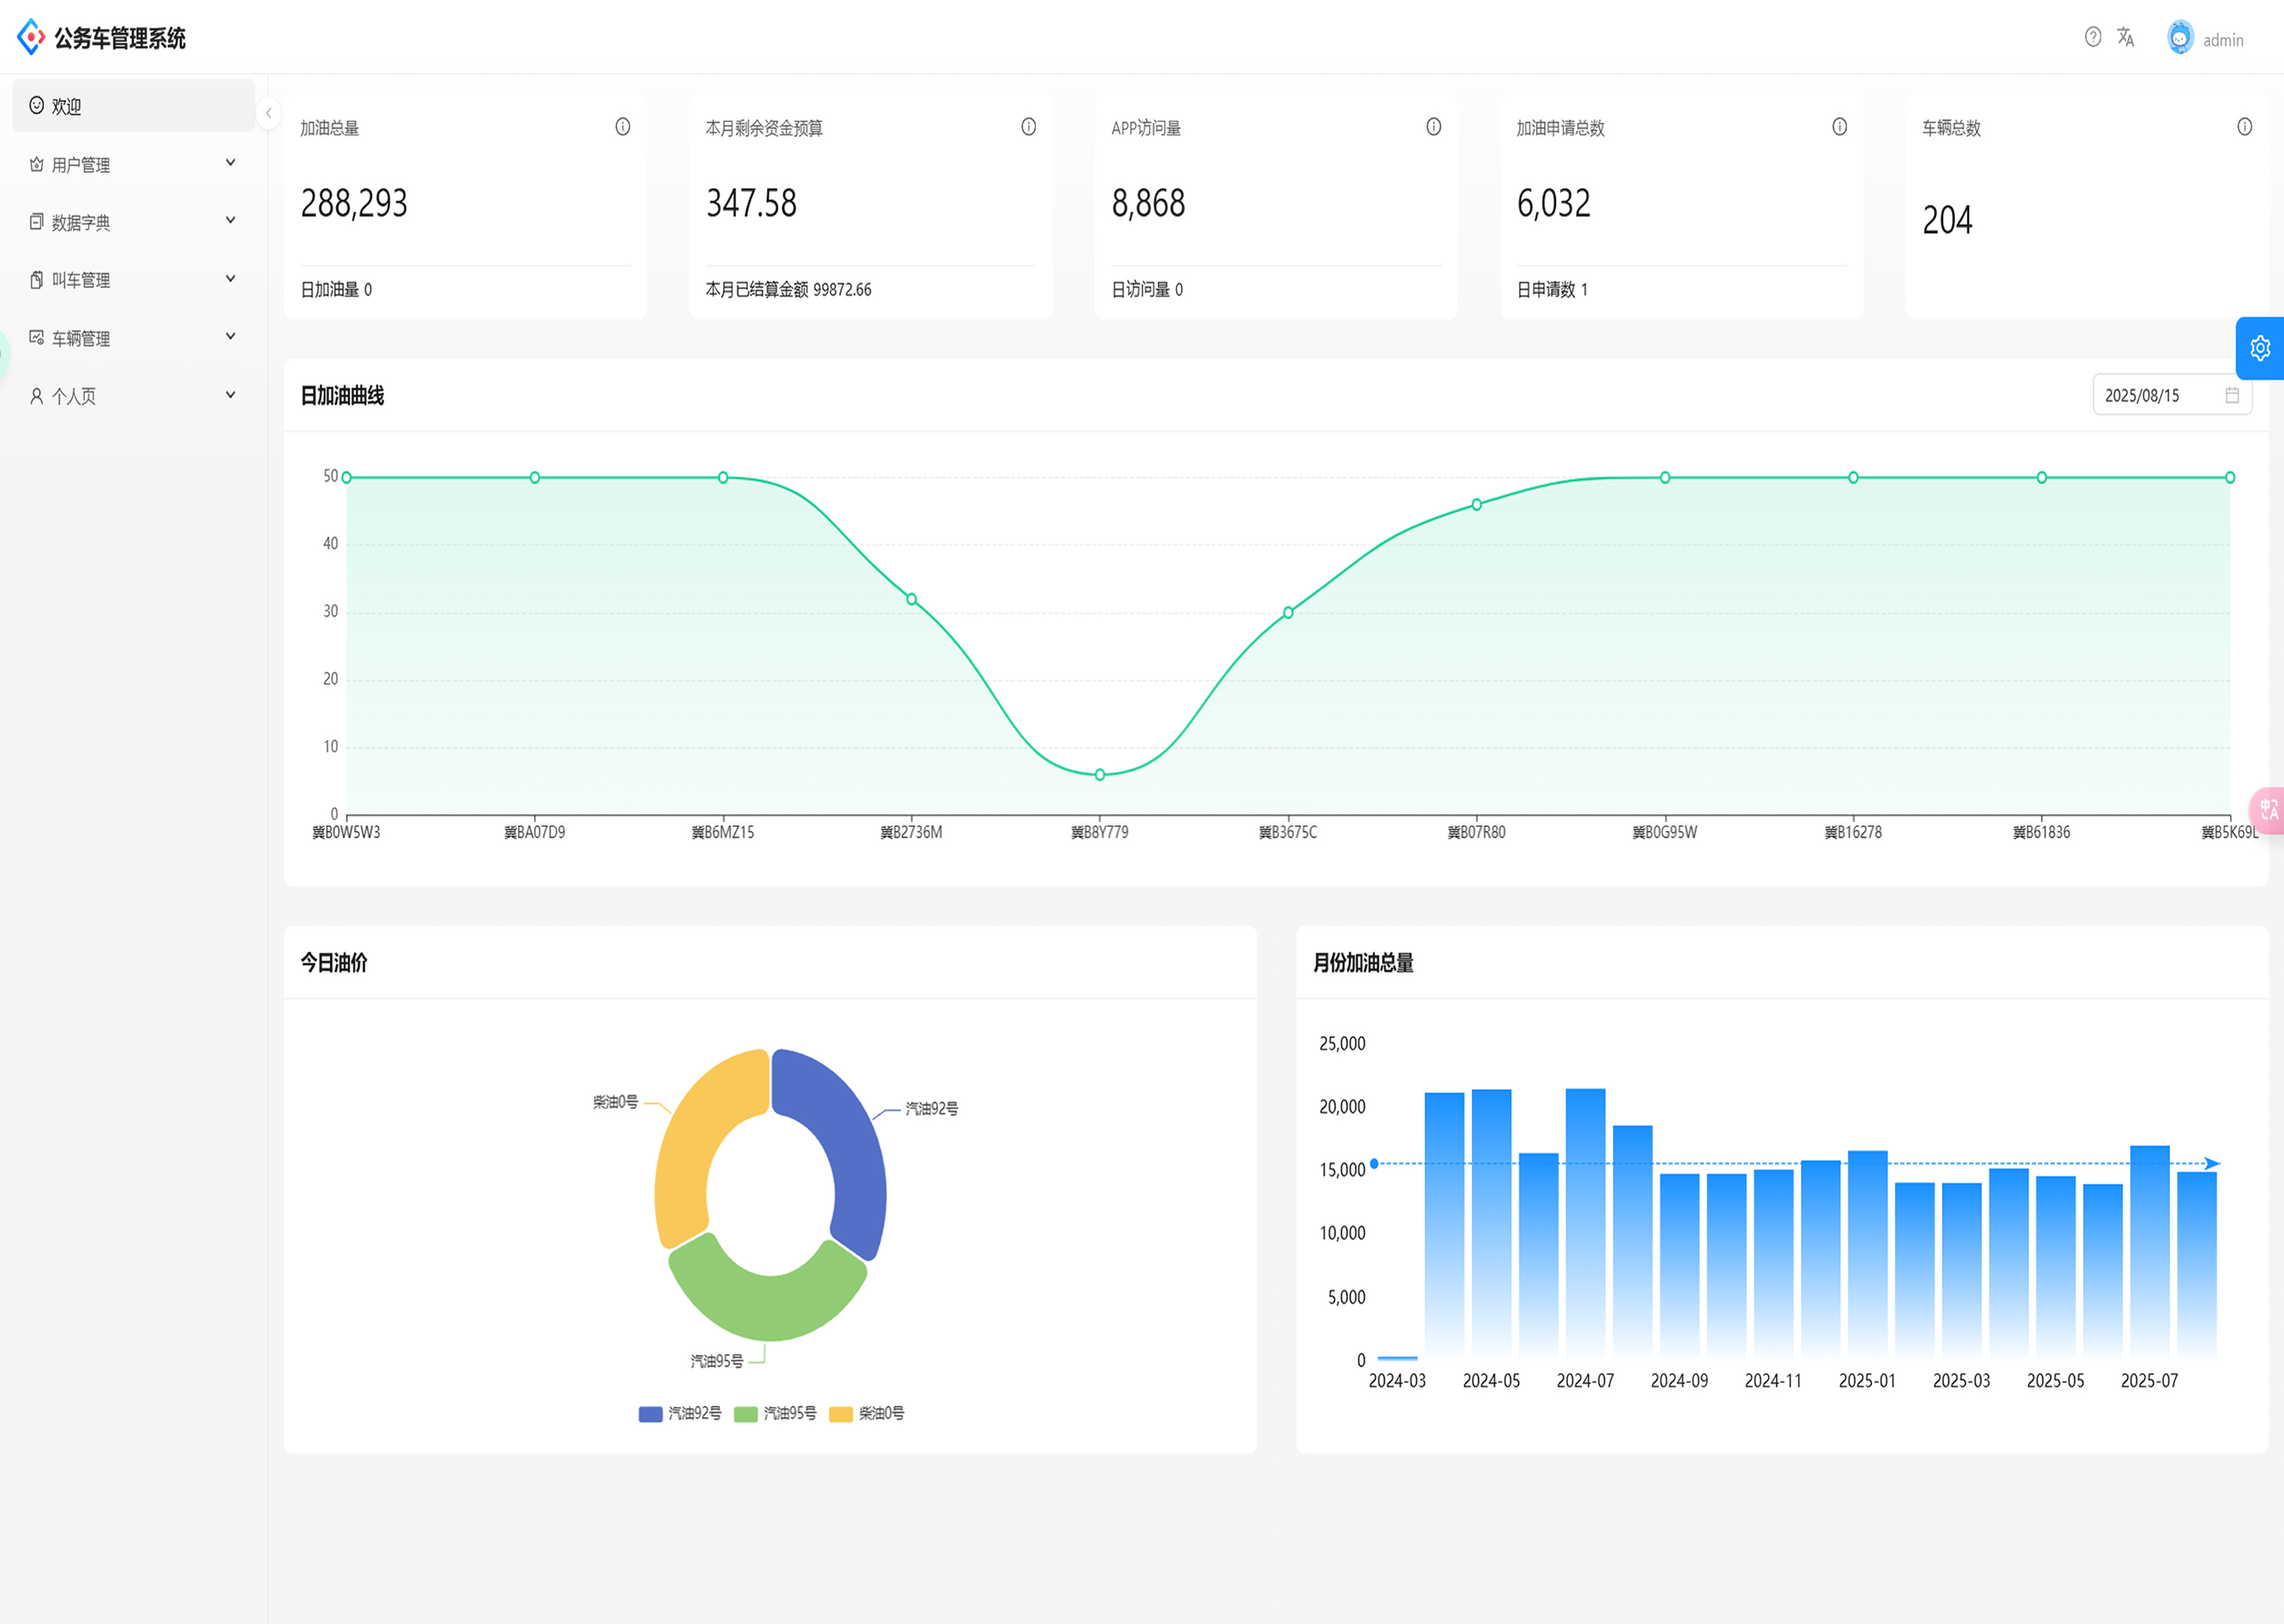 公务车管理系统
admin
欢迎
用户管理
数据字典
叫车管理
车辆管理
个人页
加油总量
288,293
日加油量 0
本月剩余资金预算
347.58
本月已结算金额 99872.66
APP访问量
8,868
日访问量 0
加油申请总数
6,032
日申请数 1
车辆总数
204
日加油曲线
2025/08/15
50
40
30
20
10
0
冀B0W5W3 冀BA07D9 冀B6MZ15 冀B2736M 冀B8Y779 冀B3675C 冀B07R80 冀B0G95W 冀B16278 冀B61836 冀B5K69L
今日油价
柴油0号
汽油92号
汽油95号
汽油92号 汽油95号 柴油0号
月份加油总量
25,000
20,000
15,000
10,000
5,000
0
2024-03 2024-05 2024-07 2024-09 2024-11 2025-01 2025-03 2025-05 2025-07